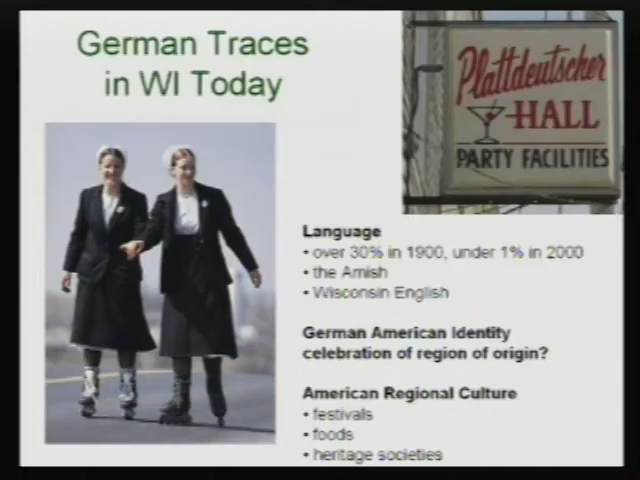 German Traces
in WI Today
Plattdeutscher
HALL
PARTY FACILITIES
Language
• over 30% in 1900, under 1% in 2000
• the Amish
• Wisconsin English
German American Identity
celebration of region of origin?
American Regional Culture
• festivals
• foods
• heritage societies